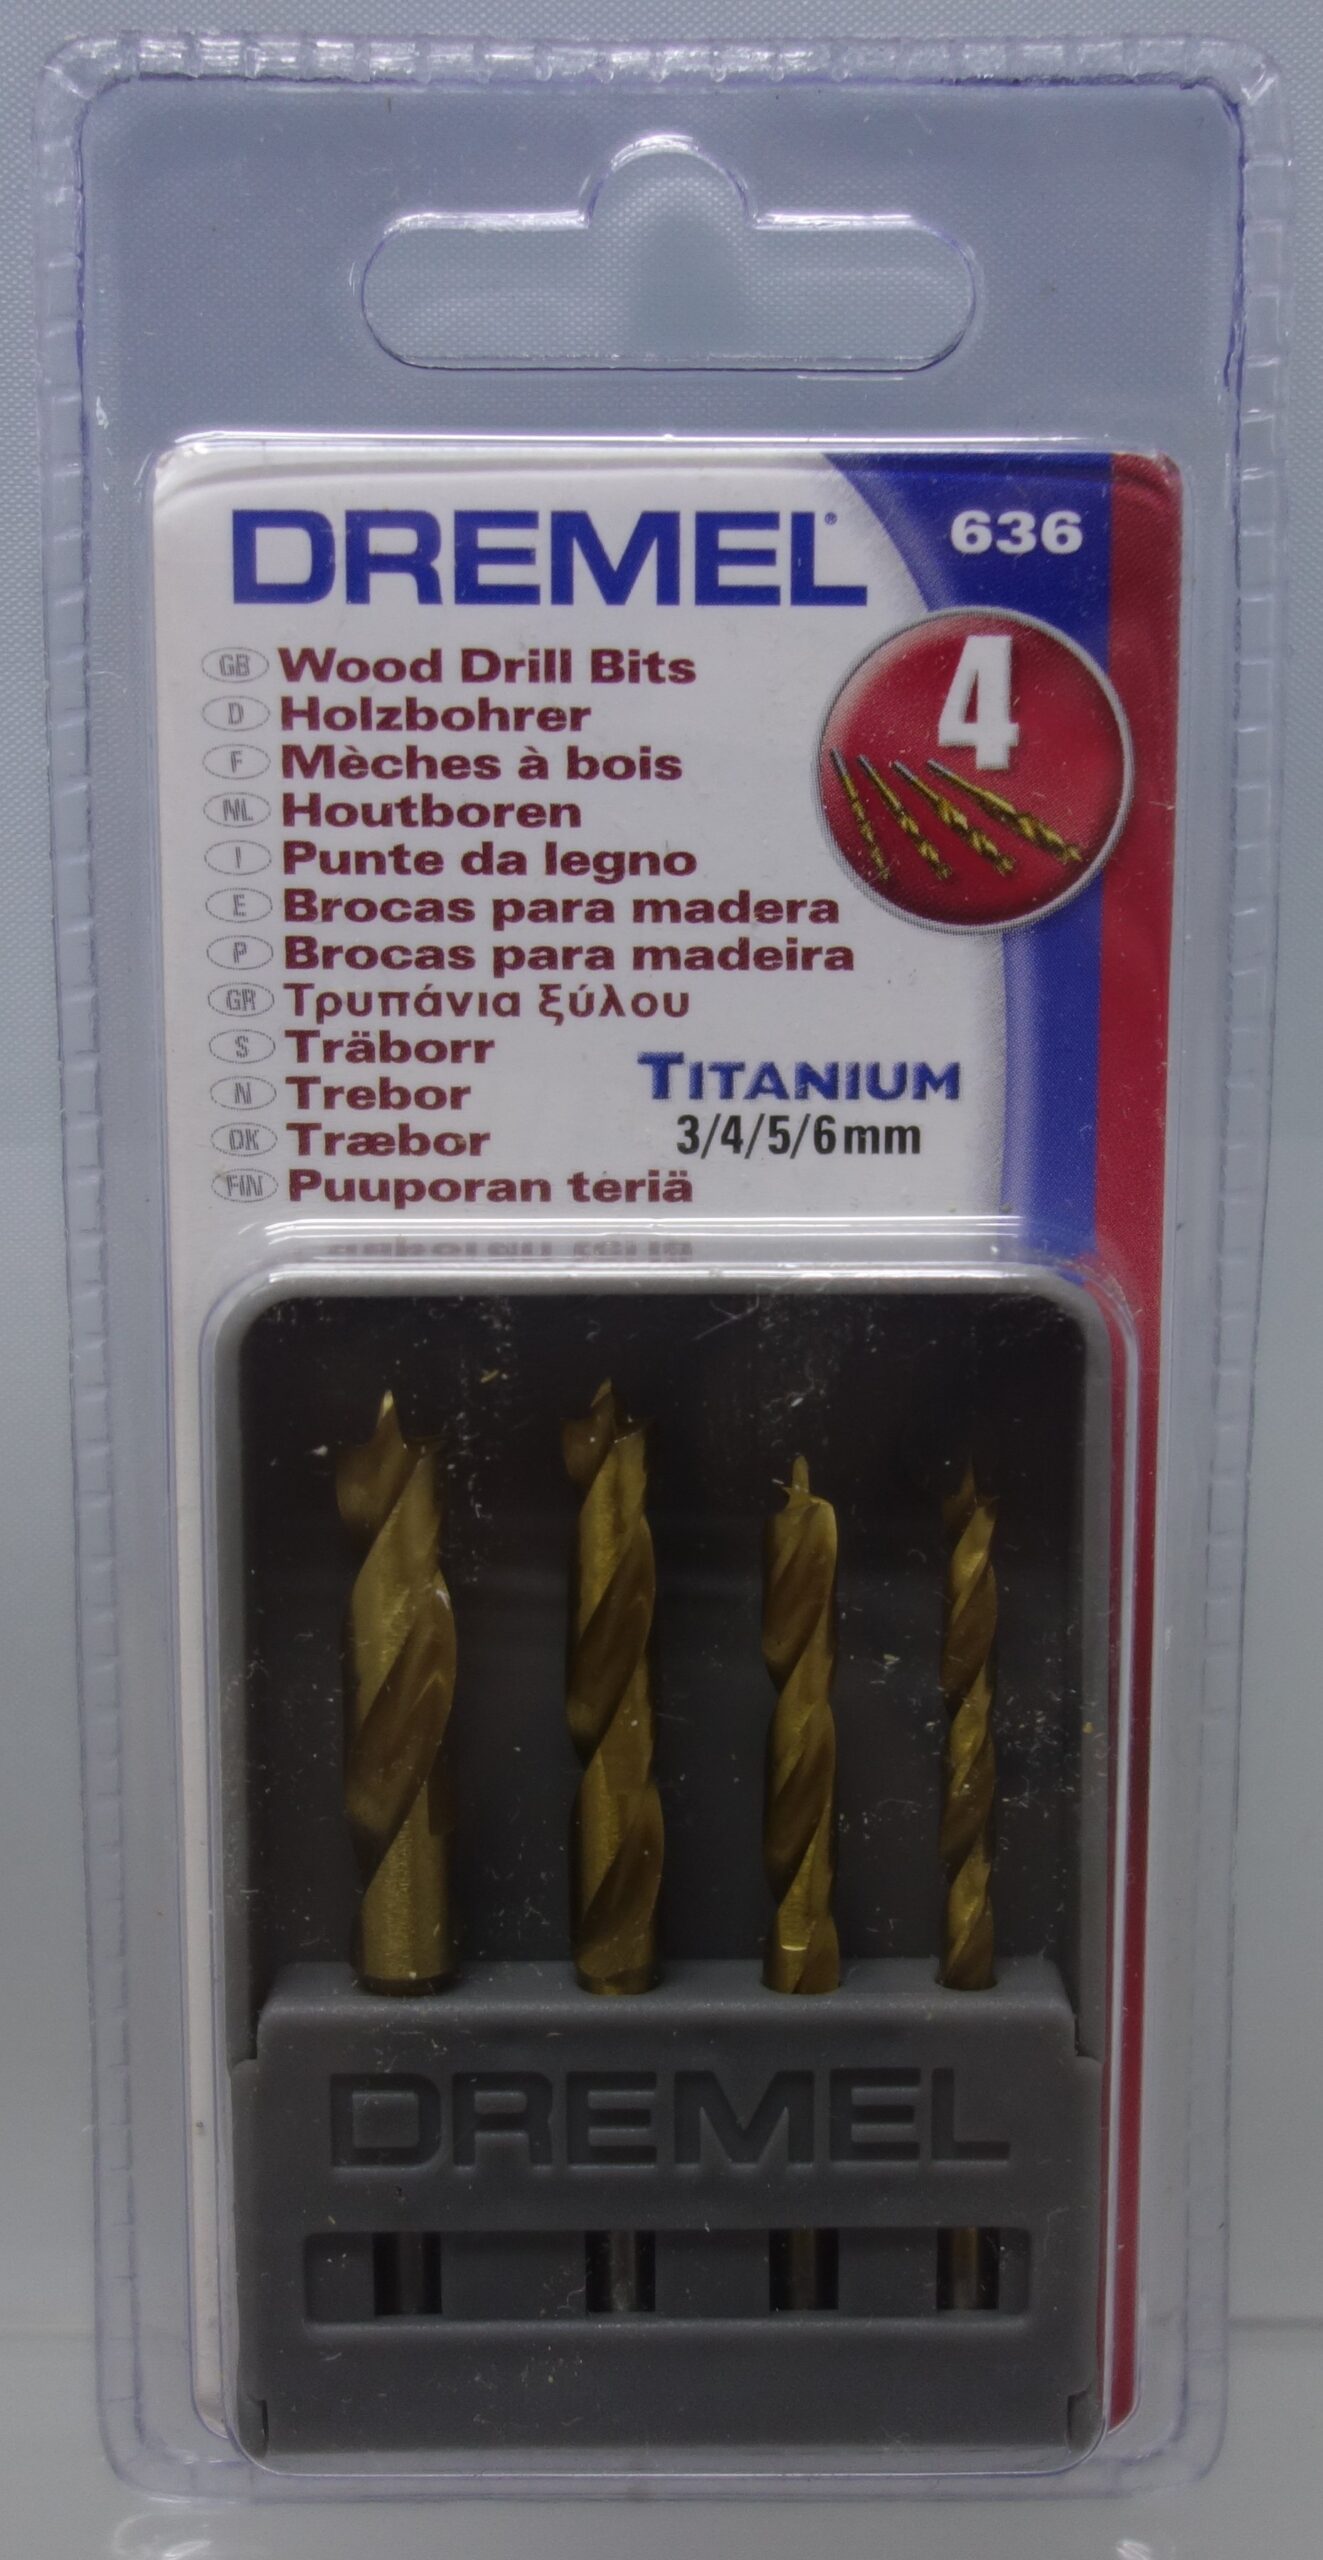 DREMEL®
636
4
GB Wood Drill Bits
D Holzbohrer
F Mèches à bois
NL Houtboren
I Punte da legno
E Brocas para madera
P Brocas para madeira
GR Τρυπάνια ξύλου
S Träborr
N Trebor
DK Træbor
FIN Puuporan teriä
TITANIUM
3/4/5/6mm
DREMEL